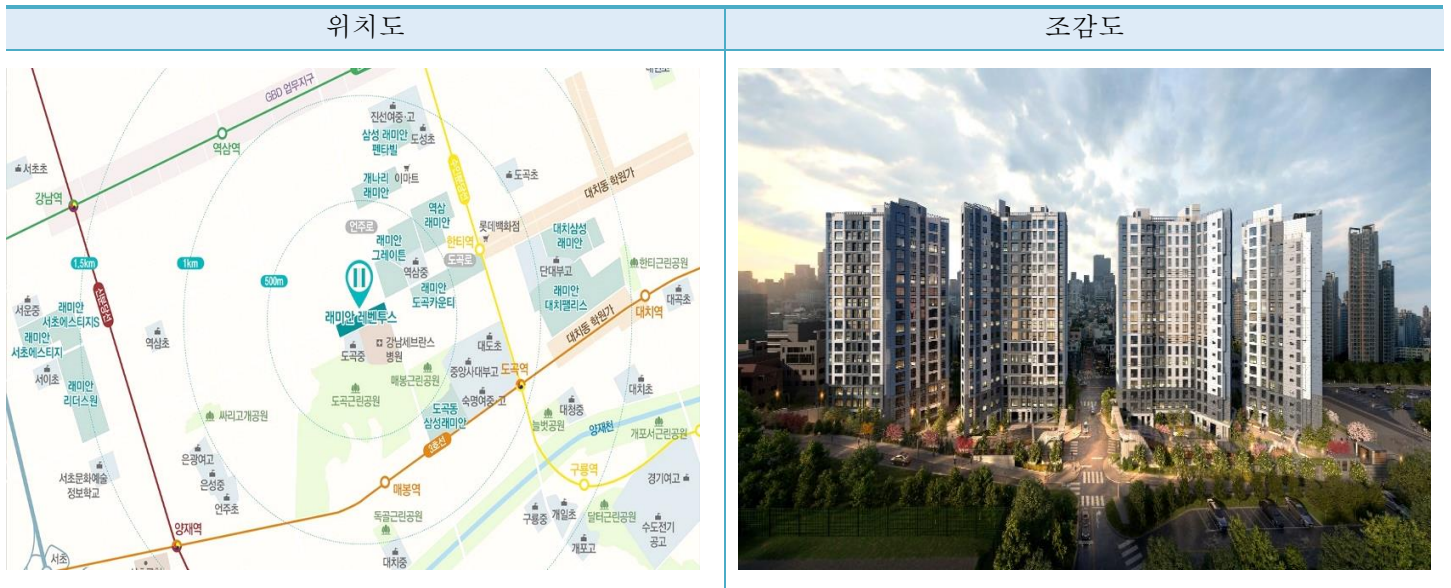 위치도
조감도
대현초
GBD 업무지구
진선여중·고
삼성 래미안
펜타빌
도성초
역삼역
서초초
강남역
개나리
래미안
이마트
도곡초
대치동 학원가
역삼
래미안
언주로
롯데백화점
한티역
도곡로
대치삼성
래미안
래미안
그레이튼
역삼중
단대부고
한티근린공원
1.5km
1km
500m
신분당선
래미안
도곡카운티
래미안
대치팰리스
대곡초
대치역
대치동 학원가
래미안 레벤투스
서운중
래미안
서초에스티지S
래미안
서초에스티지
서이초
역삼초
도곡중
강남세브란스
병원
대도초
중앙사대부고
도곡역
매봉근린공원
숙명여중·고
대치초
래미안
리더스원
도곡근린공원
도곡동
삼성래미안
대청중
늘벗공원
양재천
개포서근린공원
싸리고개공원
3호선
은광여고
은성중
언주초
구룡역
경기여고
서초문화예술
정보학교
매봉역
독골근린공원
구룡중
개일초
달터근린공원
수도전기
공고
개포고
양재역
대치중
서초